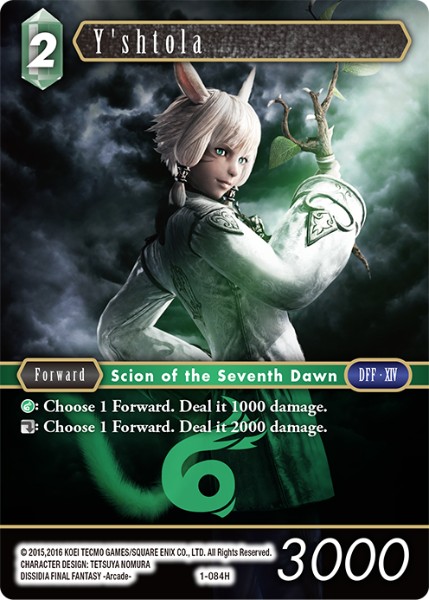 2
Y'shtola
Forward
Scion of the Seventh Dawn
DFF · XIV
: Choose 1 Forward. Deal it 1000 damage.
: Choose 1 Forward. Deal it 2000 damage.
© 2015,2016 KOEI TECMO GAMES/SQUARE ENIX CO., LTD. All Rights Reserved.
CHARACTER DESIGN: TETSUYA NOMURA
DISSIDIA FINAL FANTASY -Arcade-
1-084H
3000